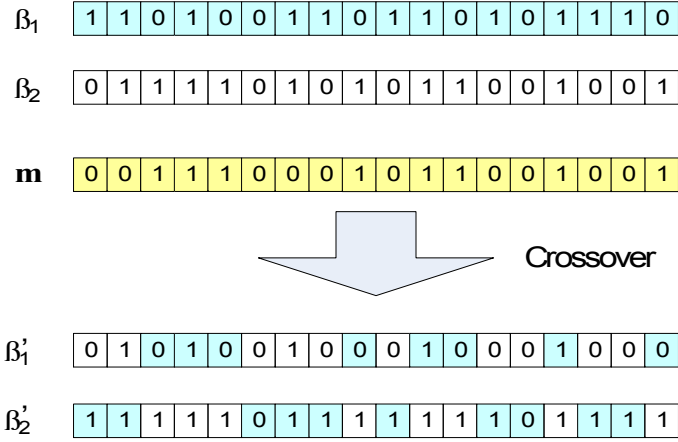 ß₁ 1 1 0 1 0 0 1 1 0 1 1 0 1 0 1 1 1 0
ß₂ 0 1 1 1 1 0 1 0 1 0 1 1 0 0 1 0 0 1
m 0 0 1 1 1 0 0 0 1 0 1 1 0 0 1 0 0 1
Crossover
ß₁' 0 1 0 1 0 0 1 0 0 0 1 0 0 0 1 0 0 0
ß₂' 1 1 1 1 1 0 1 1 1 1 1 1 1 0 1 1 1 1